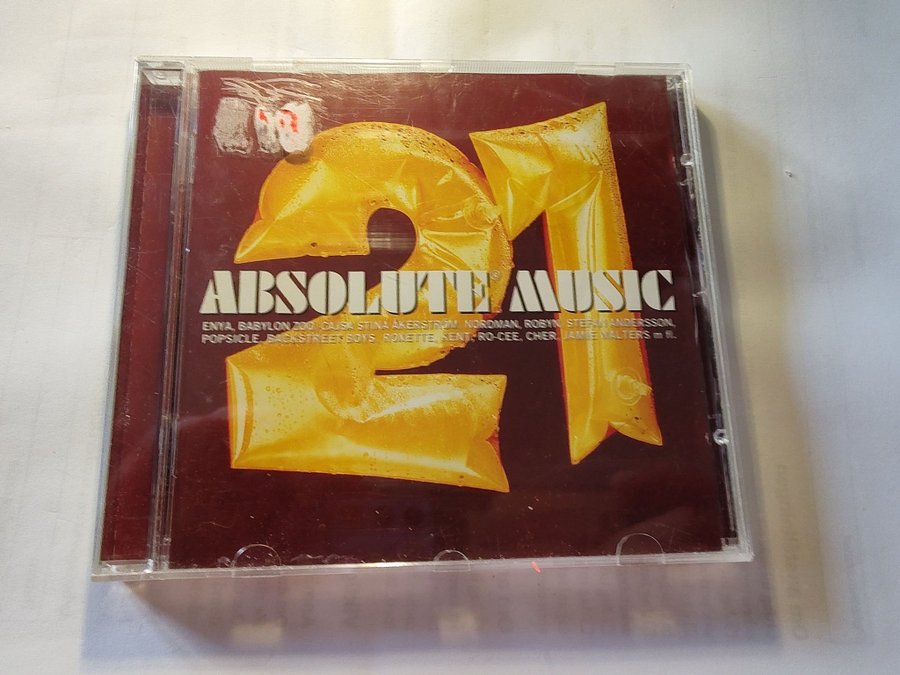 21
ABSOLUTE® MUSIC
ENYA, BABYLON ZOO, CAJSA STINA ÅKERSTRÖM, NORDMAN, ROBYN, STEFAN ANDERSSON,
POPSICLE, BACKSTREET BOYS, ROXETTE, KENT, RO-CEE, CHER, JAMIE WALTERS m fl.